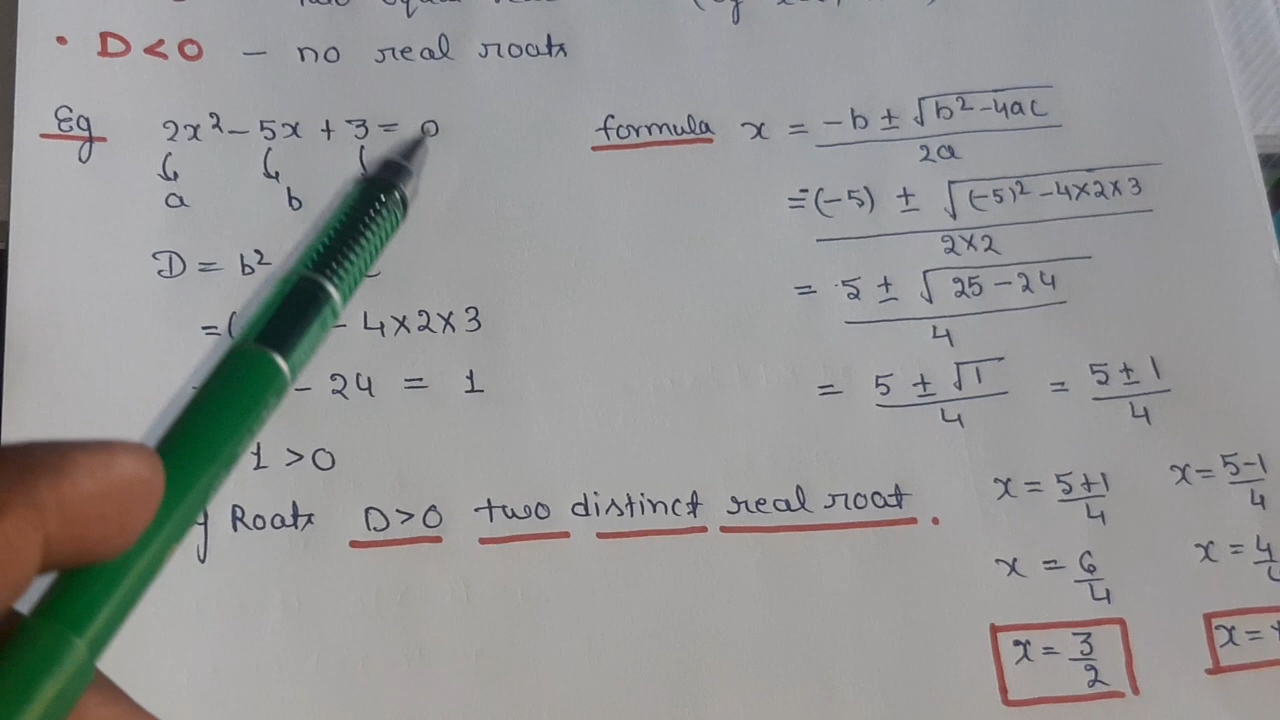 • D<0 – no real roots
Eg 2x² – 5x + 3 = 0
a b
D = b²
= ( – 4×2×3
– 24 = 1
1 >0
Roots D>0 two distinct real root.
formula x = (-b ± √(b² - 4ac)) / 2a
= -(-5) ± √((-5)² - 4×2×3) / 2×2
= 5 ± √(25 - 24) / 4
= (5 ± √1) / 4 = (5 ± 1) / 4
x = (5+1)/4 x = (5-1)/4
x = 6/4 x = 4/
x = 3/2 x =